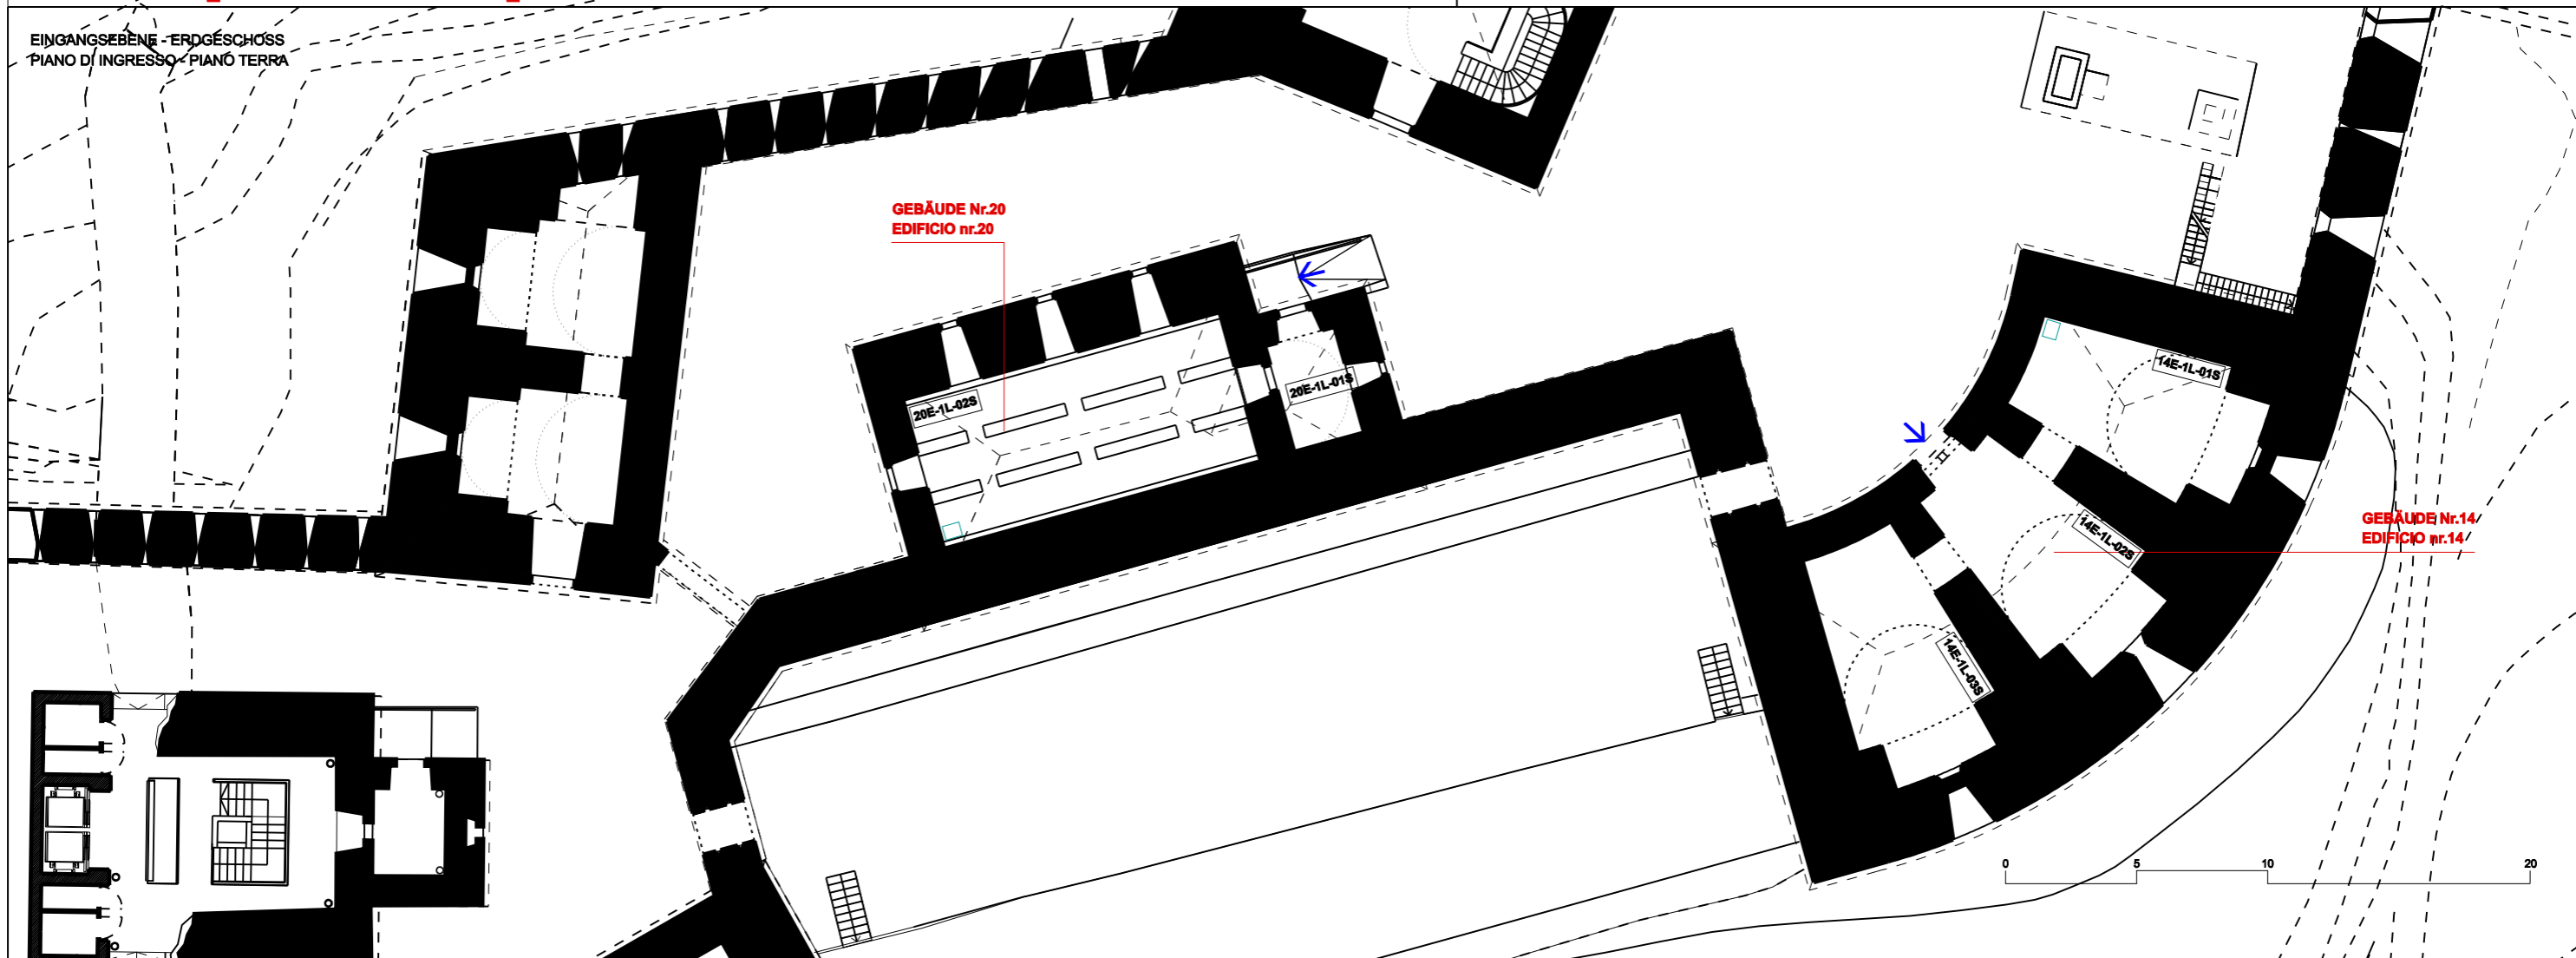 EINGANGSEBENE - ERDGESCHOSS
PIANO DI INGRESSO - PIANO TERRA
GEBÄUDE Nr.20
EDIFICIO nr.20
20E-1L-02S
20E-1L-01S
14E-1L-01S
14E-1L-02S
14E-1L-03S
GEBÄUDE Nr.14
EDIFICIO nr.14
0 5 10 20